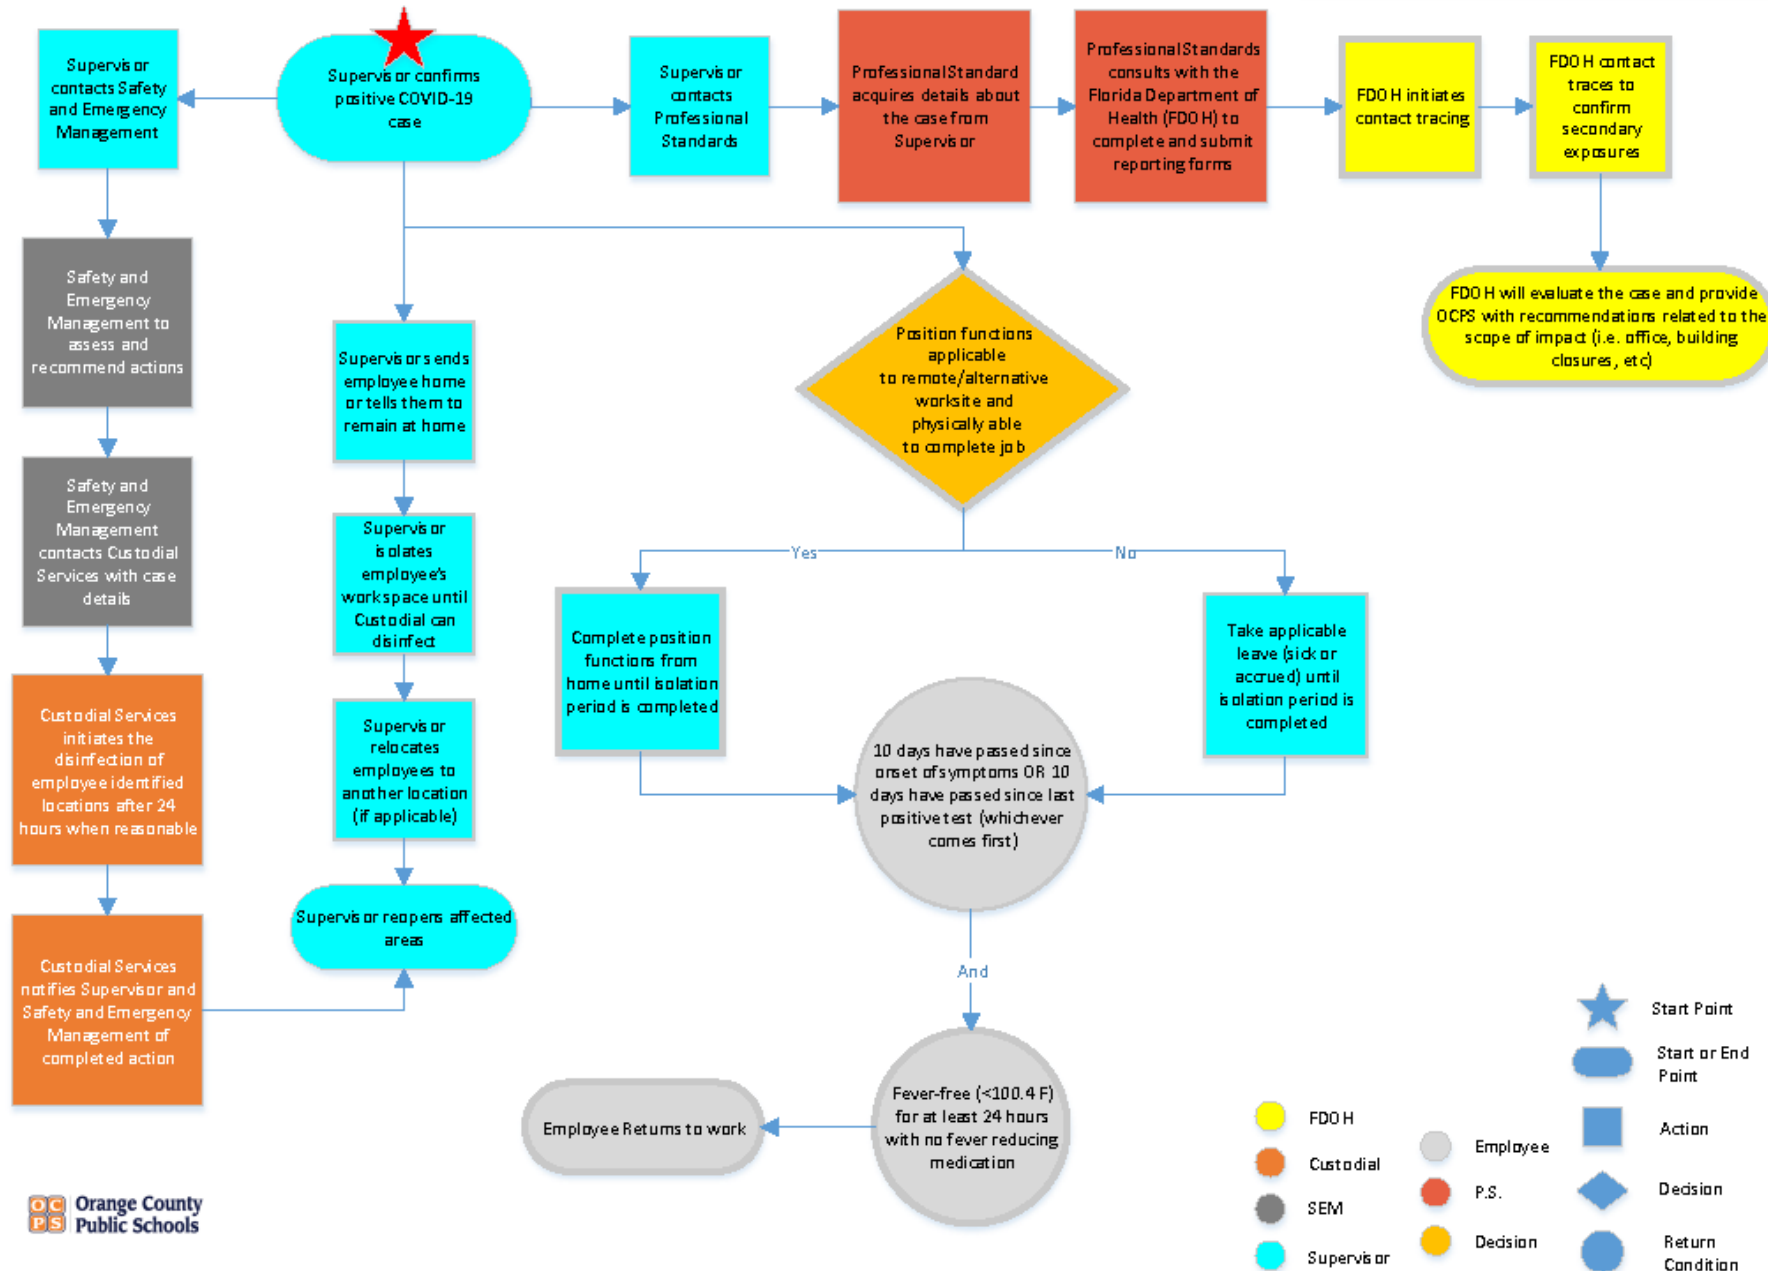 Supervisor
contacts Safety
and Emergency
Management
Supervisor confirms
positive COVID-19
case
Supervisor
contacts
Professional
Standards
Professional Standard
acquires details about
the case from
Supervisor
Professional Standards
consults with the
Florida Department of
Health (FDOH) to
complete and submit
reporting forms
FDOH initiates
contact tracing
FDOH contact
traces to
confirm
secondary
exposures
FDOH will evaluate the case and provide
OCPS with recommendations related to the
scope of impact (i.e. office, building
closures, etc)
Safety and
Emergency
Management to
assess and
recommend actions
Supervisor sends
employee home
or tells them to
remain at home
Position functions
applicable
to remote/alternative
worksite and
physically able
to complete job
Safety and
Emergency
Management
contacts Custodial
Services with case
details
Supervisor
isolates
employee's
work space until
Custodial can
disinfect
Yes
No
Complete position
functions from
home until isolation
period is completed
Take applicable
leave (sick or
accrued) until
isolation period is
completed
Custodial Services
initiates the
disinfection of
employee identified
locations after 24
hours when reasonable
Supervisor
relocates
employees to
another location
(if applicable)
10 days have passed since
onset of symptoms OR 10
days have passed since last
positive test (whichever
comes first)
Supervisor reopens affected
areas
Custodial Services
notifies Supervisor and
Safety and Emergency
Management of
completed action
And
Fever-free (<100.4 F)
for at least 24 hours
with no fever reducing
medication
Employee Returns to work
Start Point
Start or End
Point
Action
Decision
Return
Condition
FDOH
Custodial
SEM
Supervisor
Employee
P.S.
Decision
OC
PS
Orange County
Public Schools